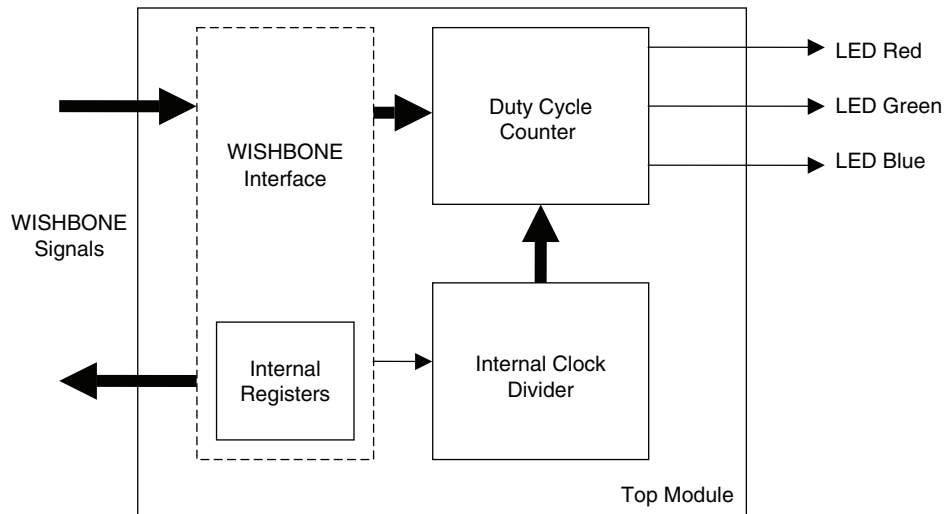 WISHBONE
Signals
WISHBONE
Interface
Internal
Registers
Duty Cycle
Counter
Internal Clock
Divider
LED Red
LED Green
LED Blue
Top Module